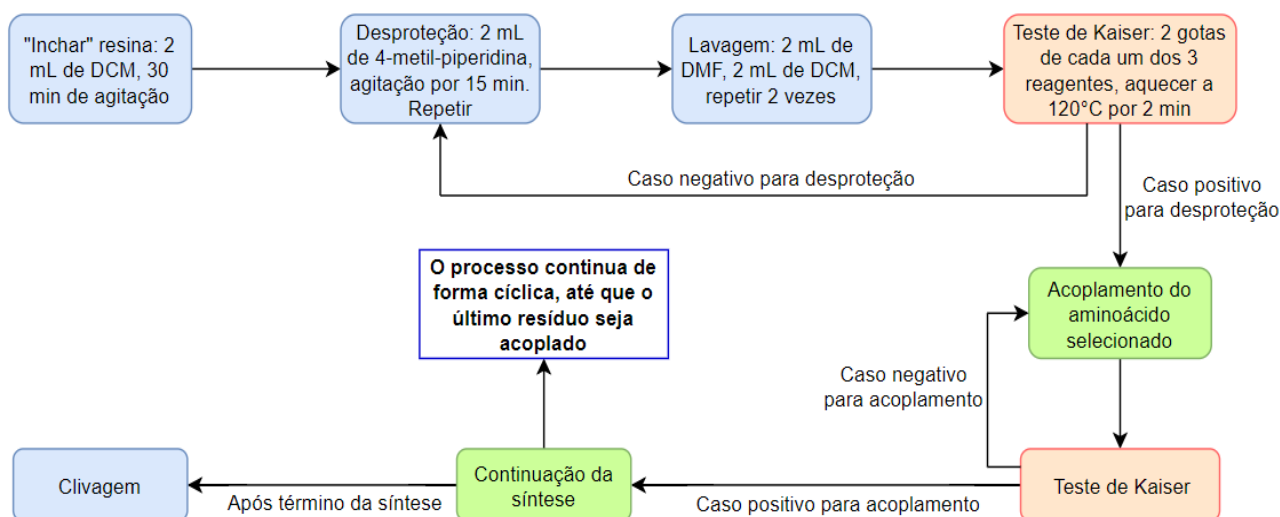 "Inchar" resina: 2
mL de DCM, 30
min de agitação
Desproteção: 2 mL
de 4-metil-piperidina,
agitação por 15 min.
Repetir
Lavagem: 2 mL de
DMF, 2 mL de DCM,
repetir 2 vezes
Teste de Kaiser: 2 gotas
de cada um dos 3
reagentes, aquecer a
120°C por 2 min
Caso negativo para desproteção
Caso positivo
para desproteção
O processo continua de
forma cíclica, até que o
último resíduo seja
acoplado
Acoplamento do
aminoácido
selecionado
Caso negativo
para acoplamento
Clivagem
Após término da síntese
Continuação da
síntese
Caso positivo para acoplamento
Teste de Kaiser